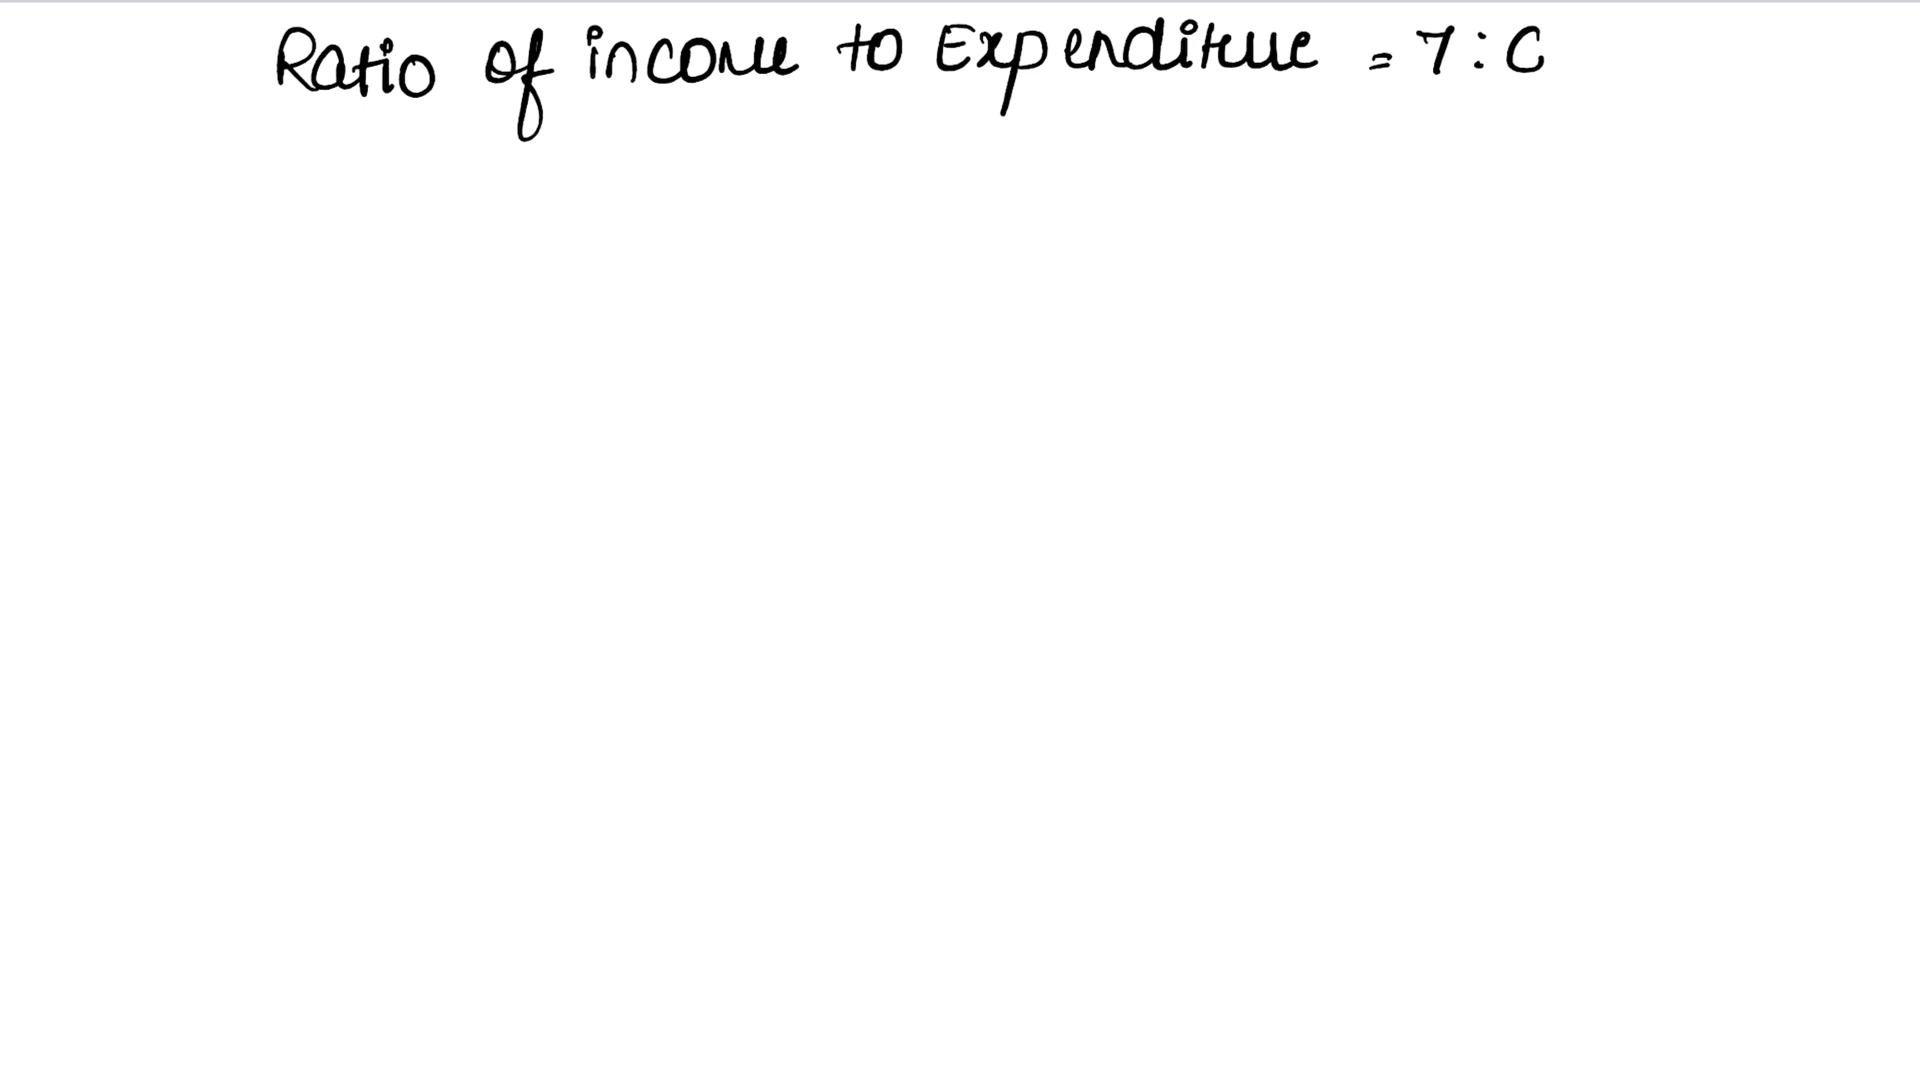 Ratio of income to Expenditure = 7 : C